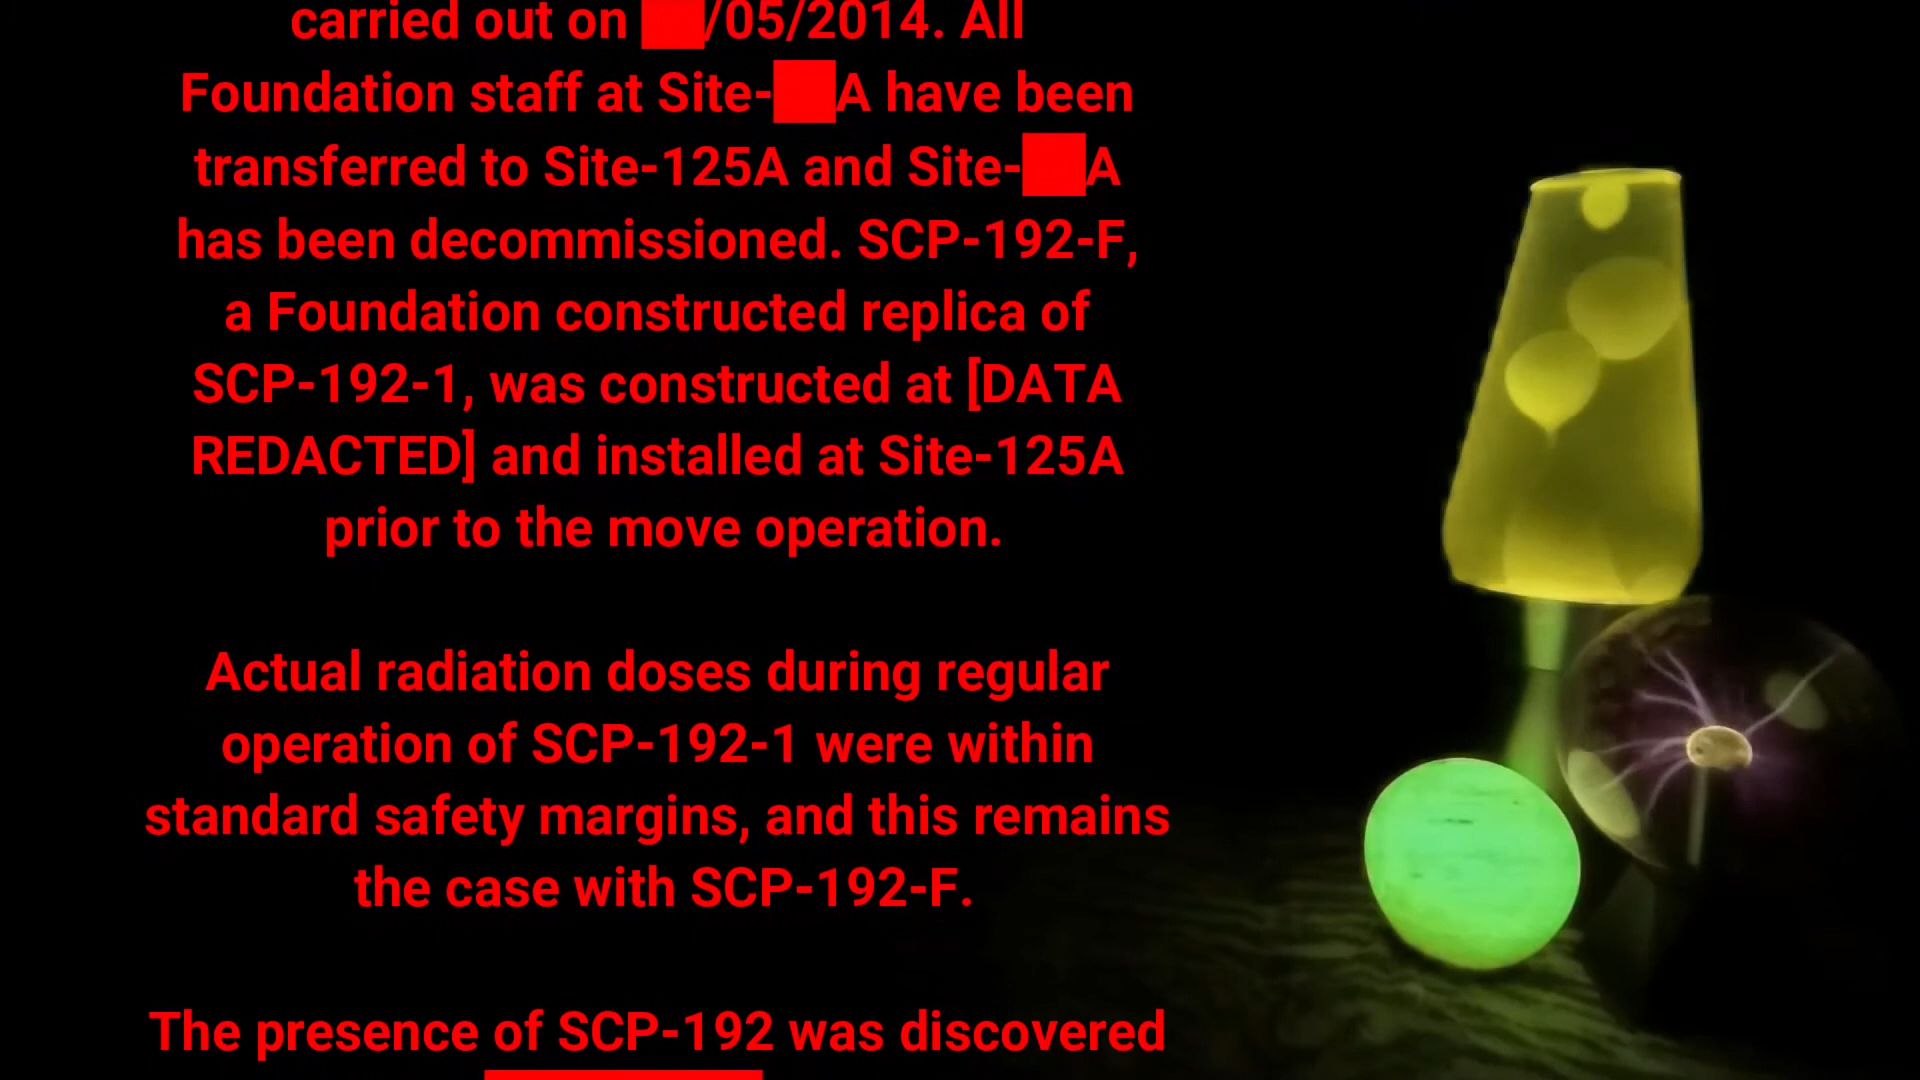 carried out on ██/05/2014. All
Foundation staff at Site-██A have been
transferred to Site-125A and Site-██A
has been decommissioned. SCP-192-F,
a Foundation constructed replica of
SCP-192-1, was constructed at [DATA
REDACTED] and installed at Site-125A
prior to the move operation.
Actual radiation doses during regular
operation of SCP-192-1 were within
standard safety margins, and this remains
the case with SCP-192-F.
The presence of SCP-192 was discovered